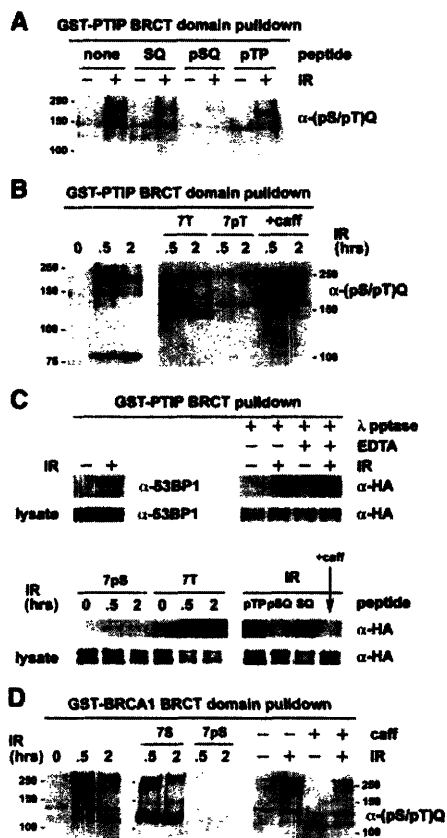 A
GST-PTIP BRCT domain pulldown
none SQ pSQ pTP peptide
− + − + − + − + IR
250 -
150 -
100 -
α-(pS/pT)Q
B
GST-PTIP BRCT domain pulldown
7T 7pT +caff
0 .5 2 .5 2 .5 2 .5 2 IR (hrs)
250 -
150 -
100 -
75 -
- 250
α-(pS/pT)Q
- 150
- 100
C
GST-PTIP BRCT domain pulldown
+ + + + λ pptase
− − + + EDTA
IR − + − + − + IR
α-53BP1 α-HA
lysate α-53BP1 α-HA
+caff
IR (hrs) 7pS 7T IR
0 .5 2 0 .5 2 pTP pSQ SQ peptide
α-HA
lysate α-HA
D
GST-BRCA1 BRCT domain pulldown
IR (hrs) 7S 7pS − − + + caff
0 .5 2 .5 2 .5 2 − + − + IR
250 -
150 -
100 -
- 250
- 150
α-(pS/pT)Q
- 100